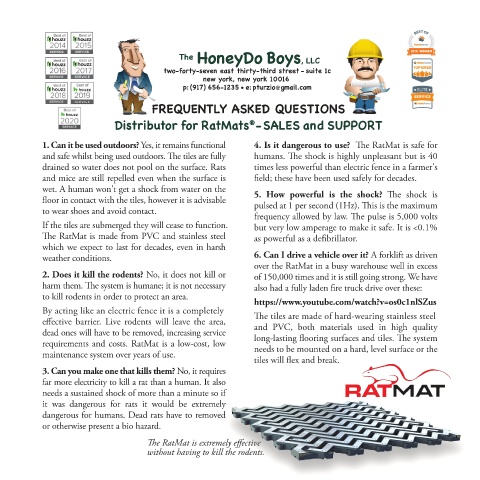 BEST OF houzz 2014 SERVICE
BEST OF houzz 2015 SERVICE
BEST OF houzz 2016 SERVICE
BEST OF houzz 2017 SERVICE
BEST OF houzz 2018 SERVICE
BEST OF houzz 2019 SERVICE
BEST OF houzz 2020 SERVICE
The HoneyDo Boys, LLC
two-forty-seven east thirty-third street - suite 1c
new york, new york 10016
p: (917) 656-1235 • e: pturzio@gmail.com
BEST OF
FREQUENTLY ASKED QUESTIONS
Distributor for RatMats® - SALES and SUPPORT
1. Can it be used outdoors? Yes, it remains functional
and safe whilst being used outdoors. The tiles are fully
drained so water does not pool on the surface. Rats
and mice are still repelled even when the surface is
wet. A human won't get a shock from water on the
floor in contact with the tiles, however it is advisable
to wear shoes and avoid contact.
If the tiles are submerged they will cease to function.
The RatMat is made from PVC and stainless steel
which we expect to last for decades, even in harsh
weather conditions.
2. Does it kill the rodents? No, it does not kill or
harm them. The system is humane; it is not necessary
to kill rodents in order to protect an area.
By acting like an electric fence it is a completely
effective barrier. Live rodents will leave the area,
dead ones will have to be removed, increasing service
requirements and costs. RatMat is a low-cost, low
maintenance system over years of use.
3. Can you make one that kills them? No, it requires
far more electricity to kill a rat than a human. It also
needs a sustained shock of more than a minute so if
it was dangerous for rats it would be extremely
dangerous for humans. Dead rats have to removed
or otherwise present a bio hazard.
4. Is it dangerous to use? The RatMat is safe for
humans. The shock is highly unpleasant but is 40
times less powerful than electric fence in a farmer's
field; these have been used safely for decades.
5. How powerful is the shock? The shock is
pulsed at 1 per second (1Hz). This is the maximum
frequency allowed by law. The pulse is 5,000 volts
but very low amperage to make it safe. It is <0.1%
as powerful as a defibrillator.
6. Can I drive a vehicle over it? A forklift as driven
over the RatMat in a busy warehouse well in excess
of 150,000 times and it is still going strong. We have
also had a fully laden fire truck drive over these:
https://www.youtube.com/watch?v=os0c1nlSZus
The tiles are made of hard-wearing stainless steel
and PVC, both materials used in high quality
long-lasting flooring surfaces and tiles. The system
needs to be mounted on a hard, level surface or the
tiles will flex and break.
RATMAT
The RatMat is extremely effective
without having to kill the rodents.